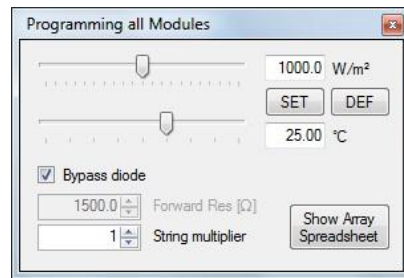 Programming all Modules
1000.0 W/m²
SET DEF
25.00 °C
Bypass diode
1500.0 Forward Res [Ω]
1 String multiplier
Show Array
Spreadsheet